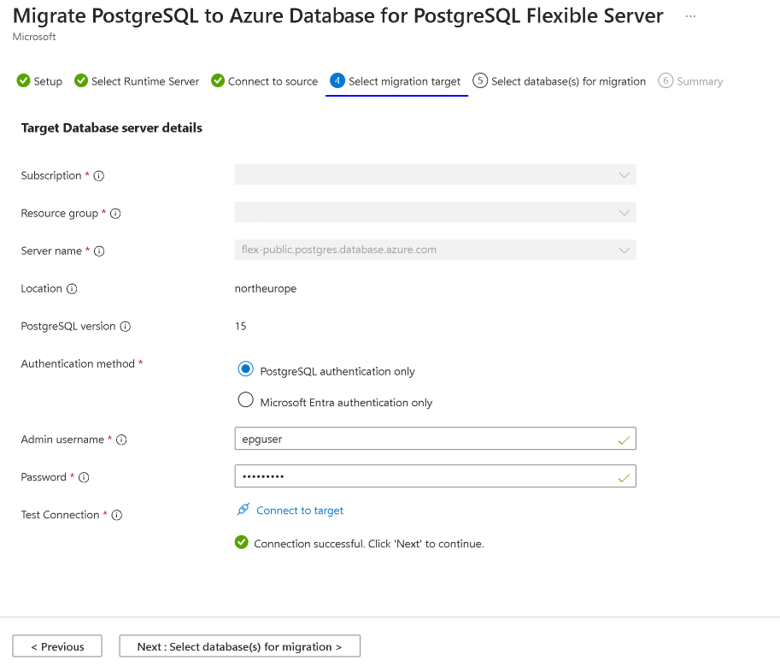 Migrate PostgreSQL to Azure Database for PostgreSQL Flexible Server ...
Microsoft
Setup Select Runtime Server Connect to source 4 Select migration target 5 Select database(s) for migration 6 Summary
Target Database server details
Subscription *
Resource group *
Server name * flex-public.postgres.database.azure.com
Location northeurope
PostgreSQL version 15
Authentication method * PostgreSQL authentication only
Microsoft Entra authentication only
Admin username * epguser
Password * •••••••••
Test Connection * Connect to target
Connection successful. Click 'Next' to continue.
< Previous Next : Select database(s) for migration >